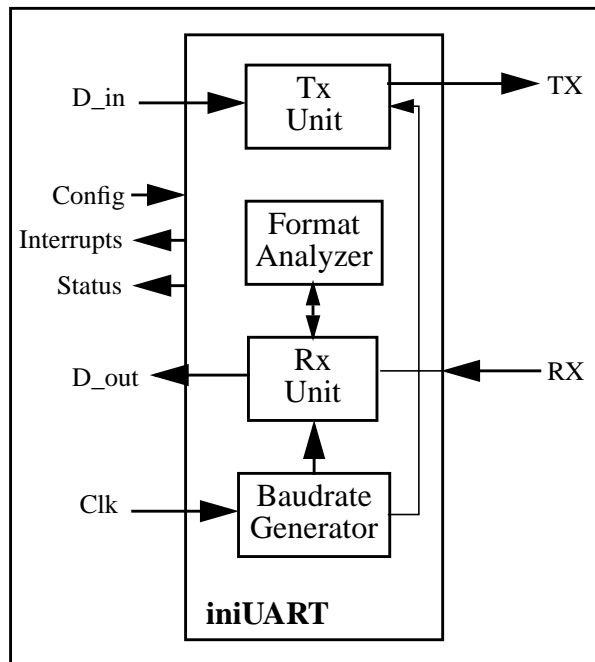 D_in
Tx
Unit
TX
Config
Interrupts
Status
Format
Analyzer
D_out
Rx
Unit
RX
Clk
Baudrate
Generator
iniUART